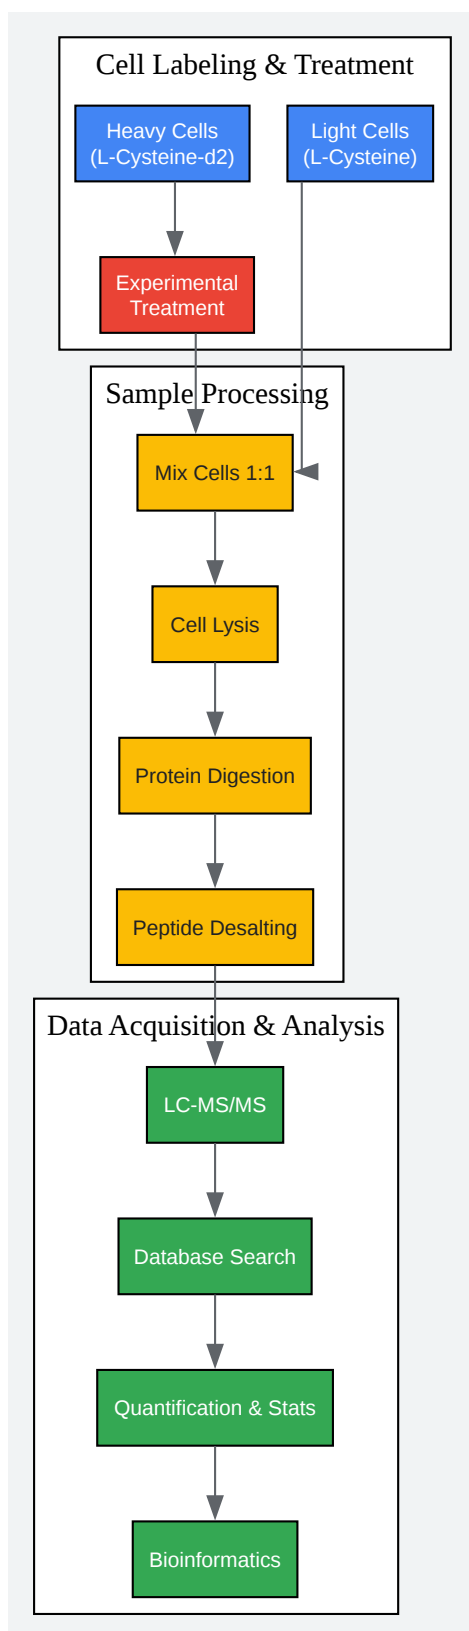 Cell Labeling & Treatment
Heavy Cells
(L-Cysteine-d2)
Light Cells
(L-Cysteine)
Experimental
Treatment
Sample Processing
Mix Cells 1:1
Cell Lysis
Protein Digestion
Peptide Desalting
Data Acquisition & Analysis
LC-MS/MS
Database Search
Quantification & Stats
Bioinformatics